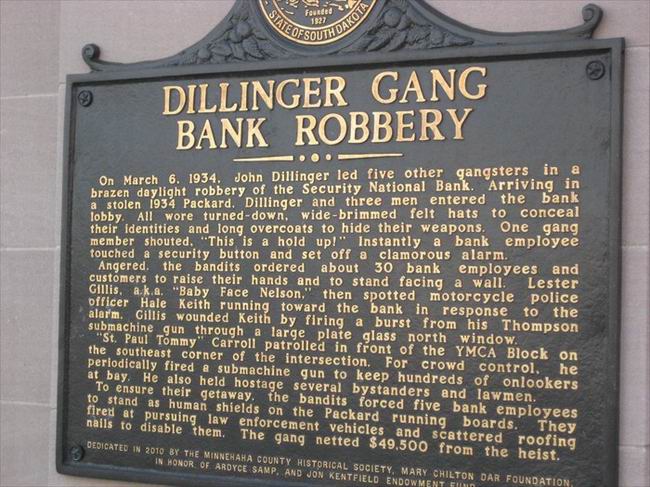 Founded
1927
STATE OF SOUTH DAKOTA
DILLINGER GANG
BANK ROBBERY
On March 6, 1934, John Dillinger led five other gangsters in a
brazen daylight robbery of the Security National Bank. Arriving in
a stolen 1934 Packard, Dillinger and three men entered the bank
lobby. All wore turned-down, wide-brimmed felt hats to conceal
their identities and long overcoats to hide their weapons. One gang
member shouted, "This is a hold up!" Instantly a bank employee
touched a security button and set off a clamorous alarm.
Angered, the bandits ordered about 30 bank employees and
customers to raise their hands and to stand facing a wall. Lester
Gillis, a.k.a. "Baby Face Nelson," then spotted motorcycle police
officer Hale Keith running toward the bank in response to the
alarm. Gillis wounded Keith by firing a burst from his Thompson
submachine gun through a large plate glass north window.
"St. Paul Tommy" Carroll patrolled in front of the YMCA Block on
the southeast corner of the intersection. For crowd control, he
periodically fired a submachine gun to keep hundreds of onlookers
at bay. He also held hostage several bystanders and lawmen.
To ensure their getaway, the bandits forced five bank employees
to stand as human shields on the Packard running boards. They
fired at pursuing law enforcement vehicles and scattered roofing
nails to disable them. The gang netted $49,500 from the heist.
DEDICATED IN 2010 BY THE MINNEHAHA COUNTY HISTORICAL SOCIETY, MARY CHILTON DAR FOUNDATION,
IN HONOR OF ARDYCE SAMP, AND JON KENTFIELD ENDOWMENT FUND